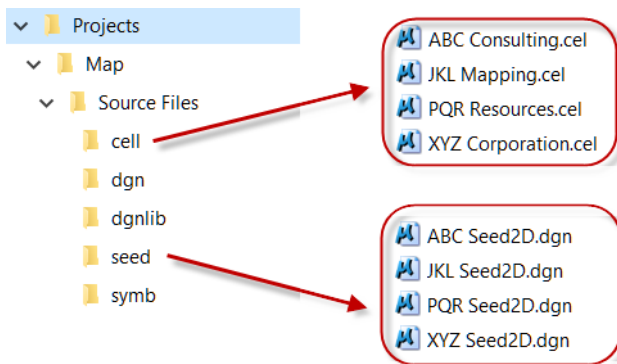 Projects
Map
Source Files
cell
dgn
dgnlib
seed
symb
ABC Consulting.cel
JKL Mapping.cel
PQR Resources.cel
XYZ Corporation.cel
ABC Seed2D.dgn
JKL Seed2D.dgn
PQR Seed2D.dgn
XYZ Seed2D.dgn